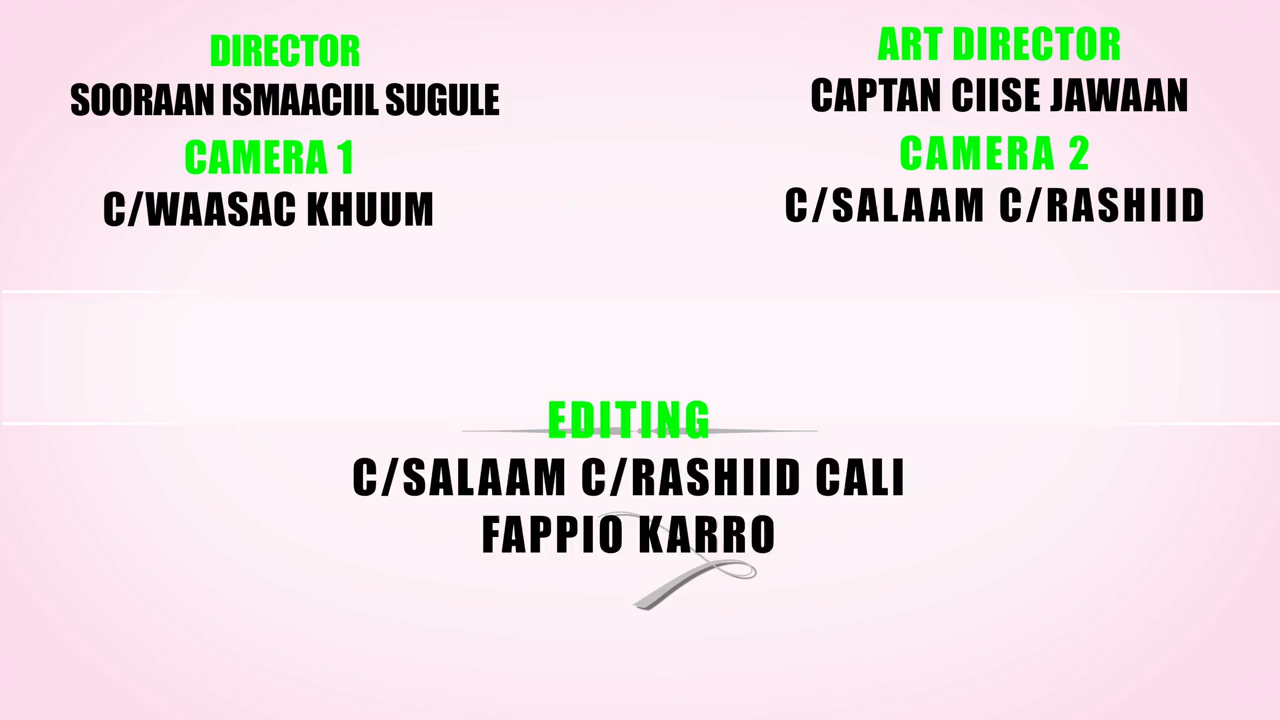 DIRECTOR
SOORAAN ISMAACIIL SUGULE
CAMERA 1
C/WAASAC KHUUM
ART DIRECTOR
CAPTAN CIISE JAWAAN
CAMERA 2
C/SALAAM C/RASHIID
EDITING
C/SALAAM C/RASHIID CALI
FAPPIO KARRO